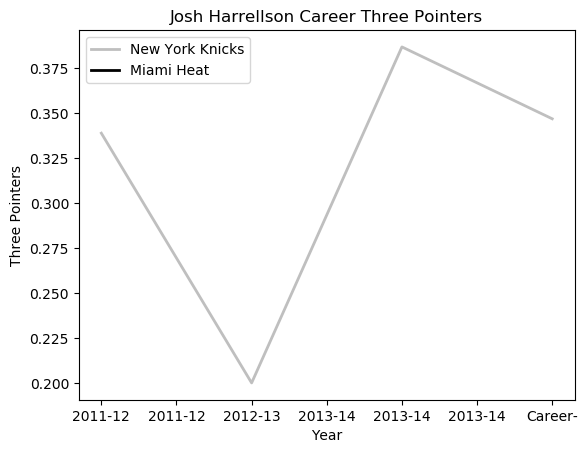 Josh Harrellson Career Three Pointers
New York Knicks
Miami Heat
Three Pointers
0.375
0.350
0.325
0.300
0.275
0.250
0.225
0.200
2011-12 2011-12 2012-13 2013-14 2013-14 2013-14 Career-
Year